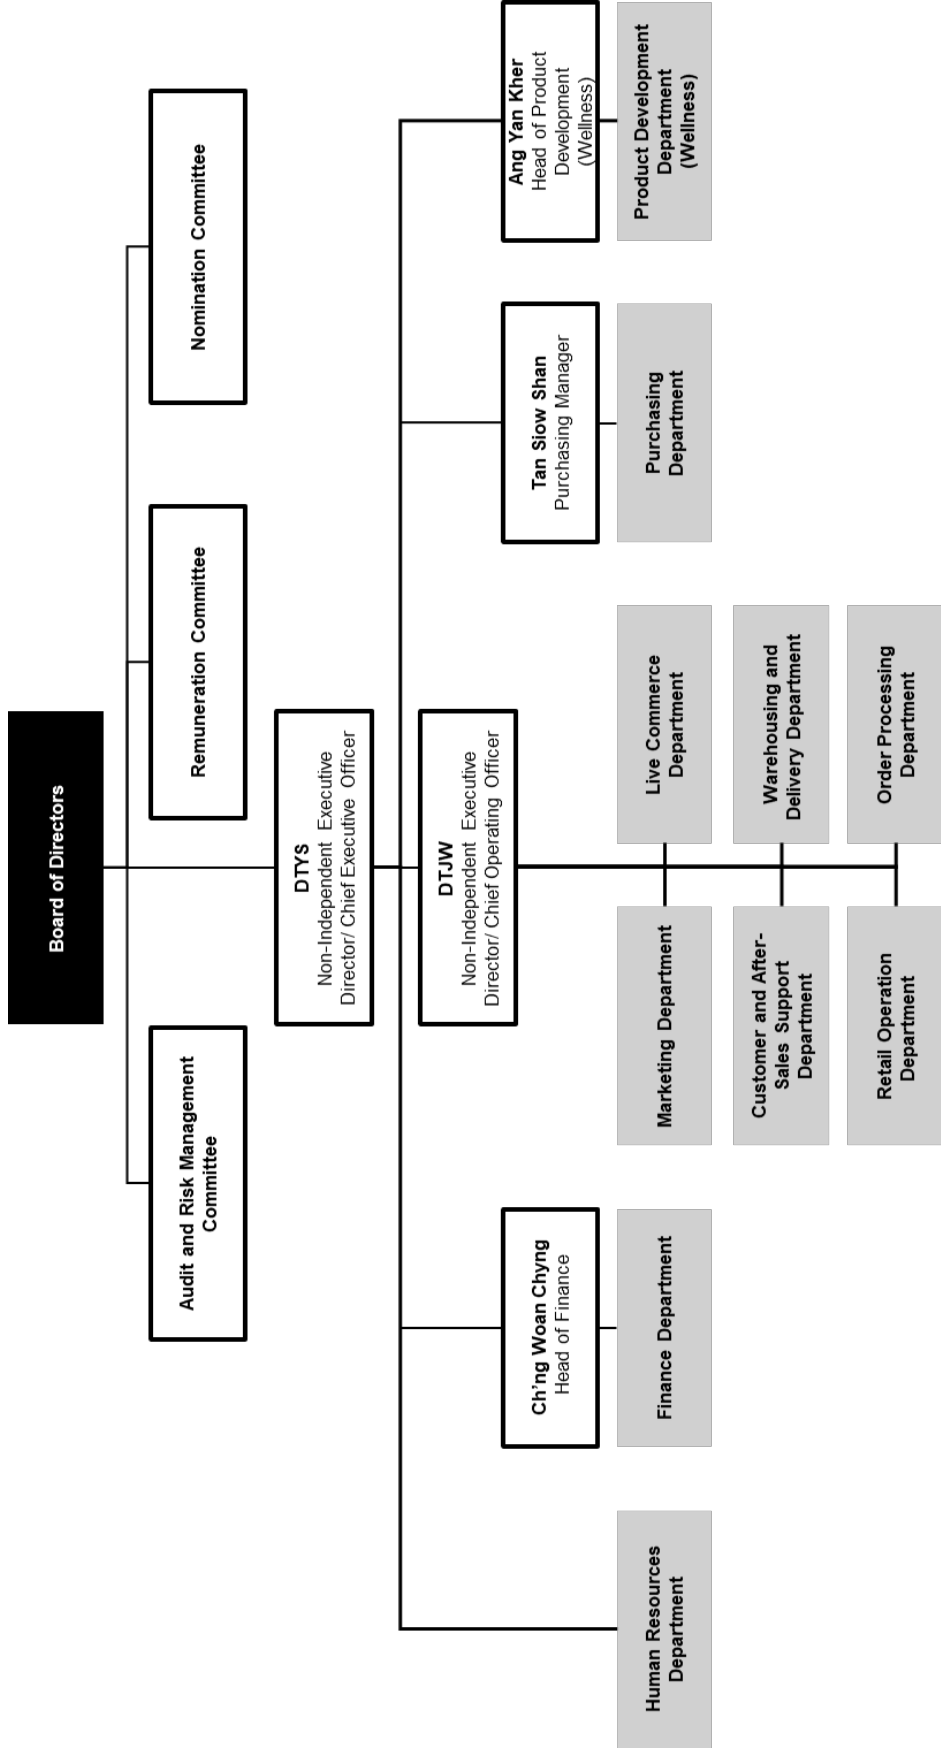 Board of Directors
Audit and Risk Management
Committee
Remuneration Committee
Nomination Committee
DTYS
Non-Independent Executive
Director/ Chief Executive Officer
DTJW
Non-Independent Executive
Director/ Chief Operating Officer
Ch'ng Woan Chyng
Head of Finance
Tan Siow Shan
Purchasing Manager
Ang Yan Kher
Head of Product
Development
(Wellness)
Human Resources
Department
Finance Department
Marketing Department
Live Commerce
Department
Purchasing
Department
Product Development
Department
(Wellness)
Customer and After-
Sales Support
Department
Warehousing and
Delivery Department
Retail Operation
Department
Order Processing
Department